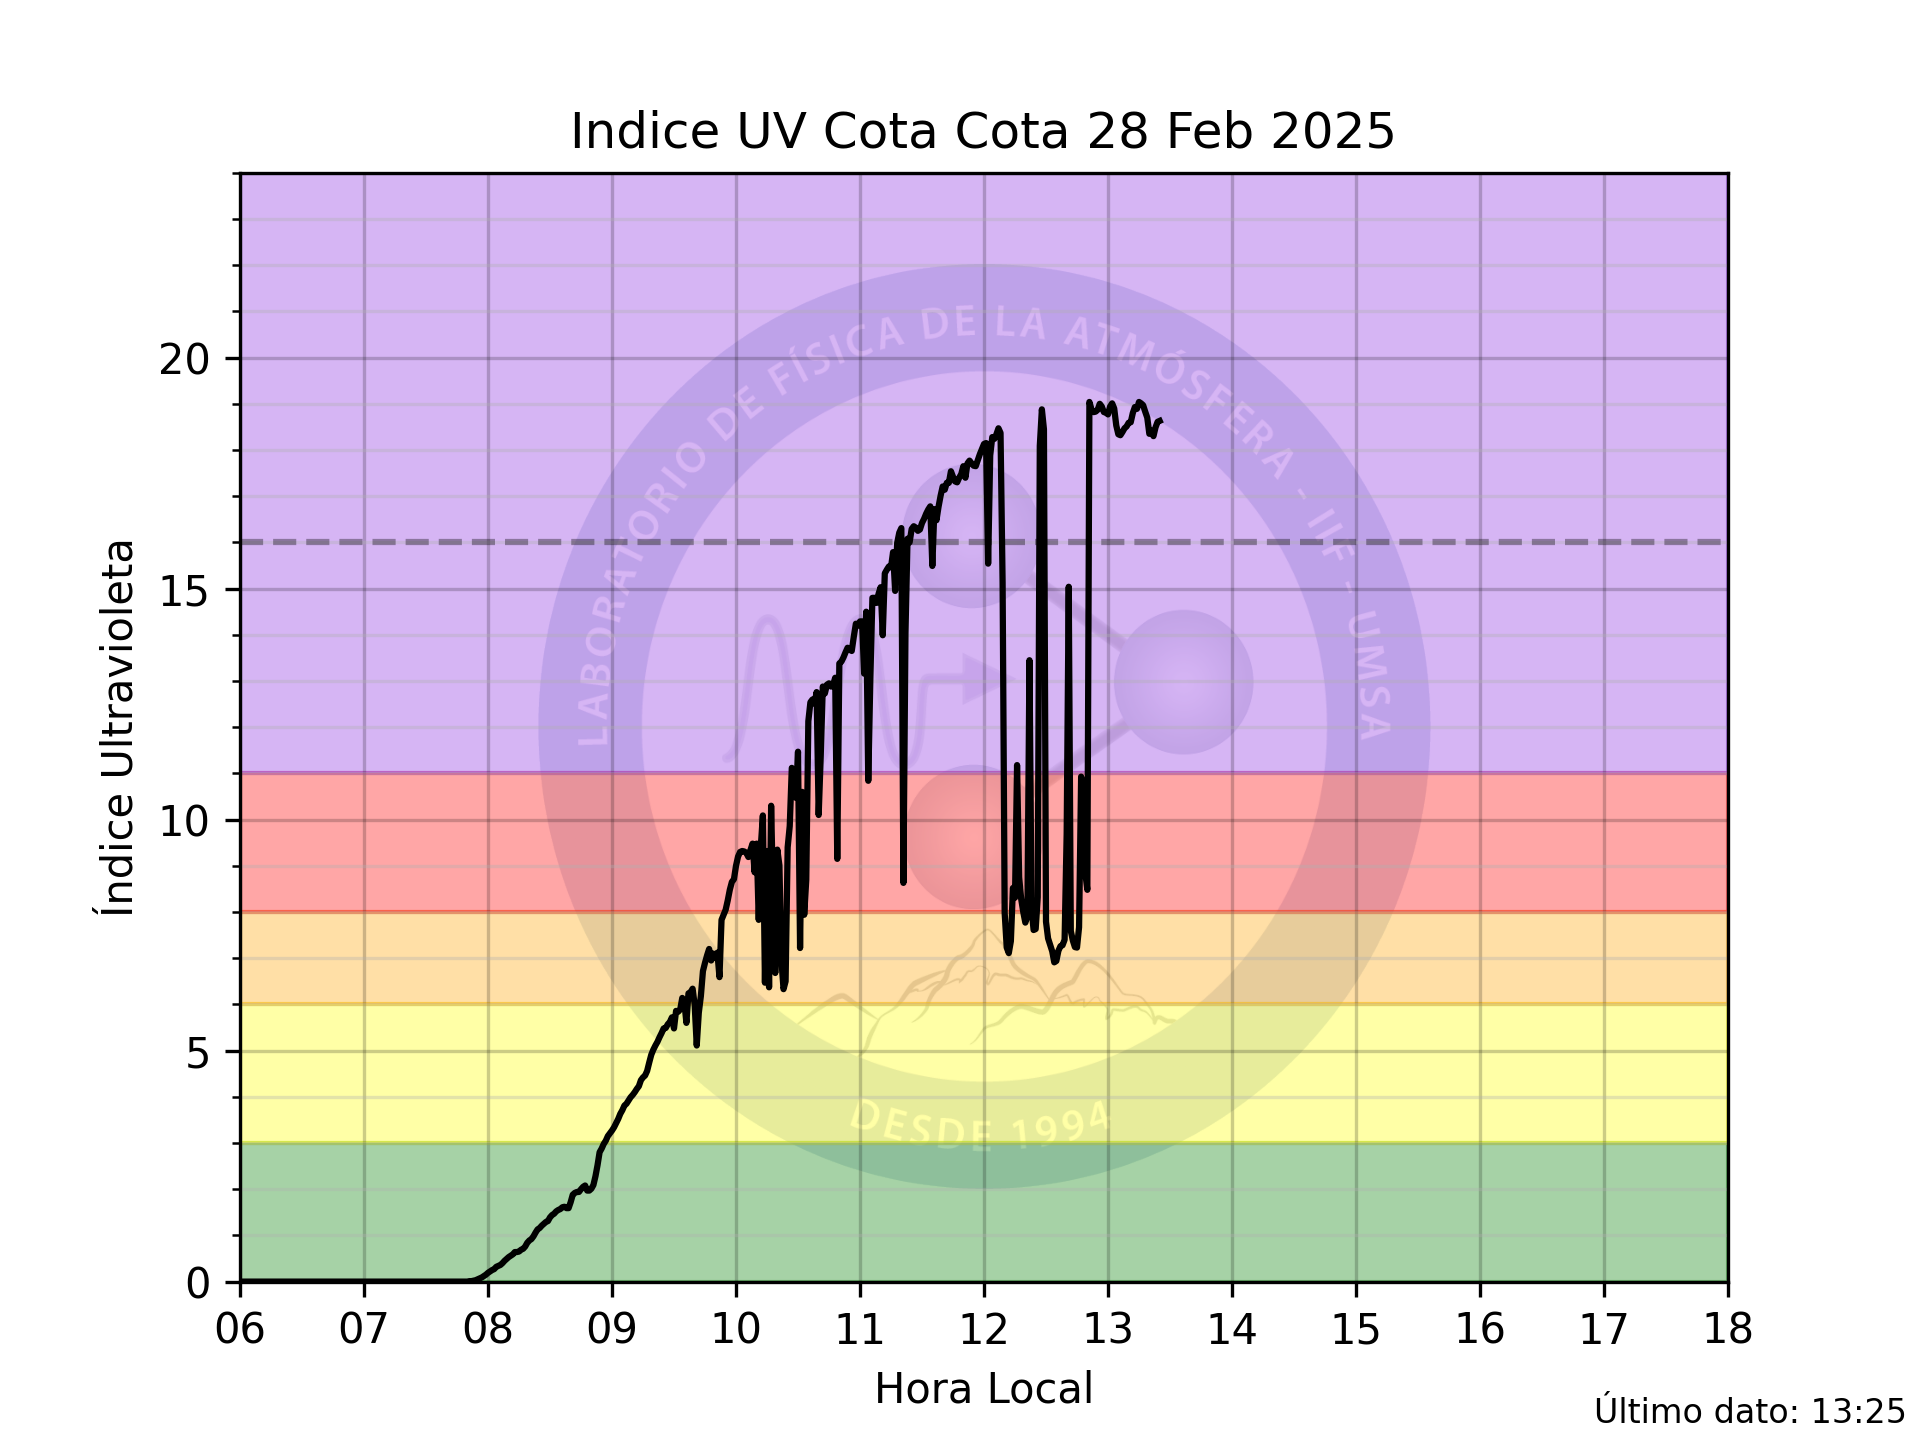 Indice UV Cota Cota 28 Feb 2025
LABORATORIO DE FÍSICA DE LA ATMÓSFERA - IIF - UMSA
DESDE 1994
Índice Ultravioleta
20
15
10
5
0
06 07 08 09 10 11 12 13 14 15 16 17 18
Hora Local
Último dato: 13:25